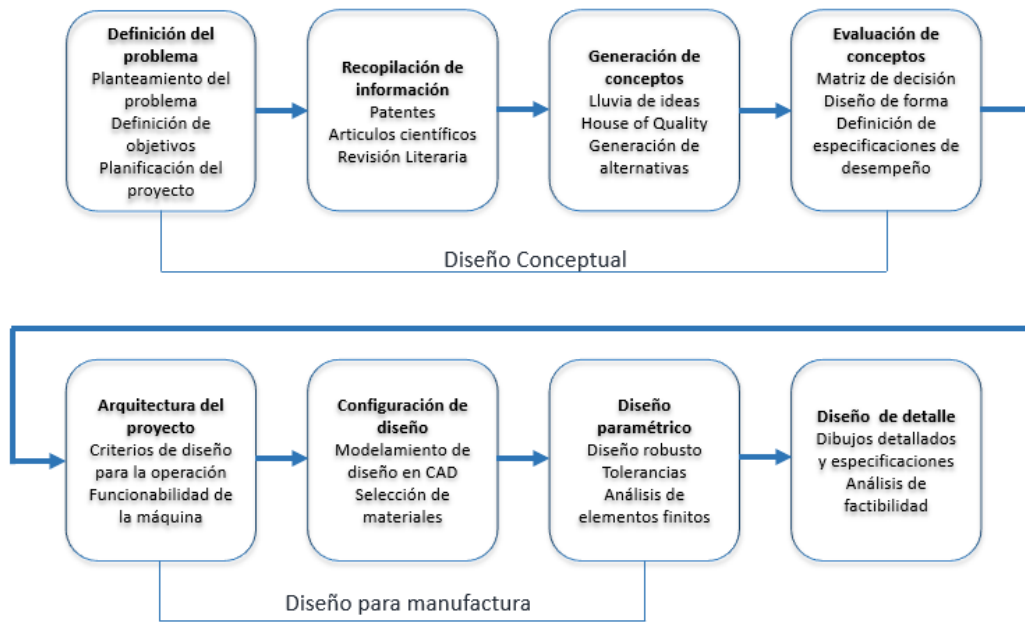 Definición del
problema
Planteamiento del
problema
Definición de
objetivos
Planificación del
proyecto
Recopilación de
información
Patentes
Articulos científicos
Revisión Literaria
Generación de
conceptos
Lluvia de ideas
House of Quality
Generación de
alternativas
Evaluación de
conceptos
Matriz de decisión
Diseño de forma
Definición de
especificaciones de
desempeño
Diseño Conceptual
Arquitectura del
proyecto
Criterios de diseño
para la operación
Funcionabilidad de
la máquina
Configuración de
diseño
Modelamiento de
diseño en CAD
Selección de
materiales
Diseño
paramétrico
Diseño robusto
Tolerancias
Análisis de
elementos finitos
Diseño de detalle
Dibujos detallados
y especificaciones
Análisis de
factibilidad
Diseño para manufactura